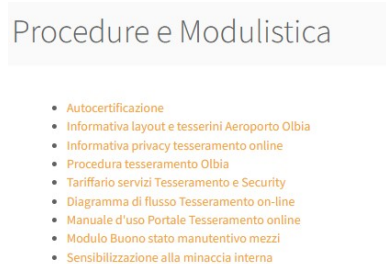 Procedure e Modulistica
Autocertificazione
Informativa layout e tesserini Aeroporto Olbia
Informativa privacy tesseramento online
Procedura tesseramento Olbia
Tariffario servizi Tesseramento e Security
Diagramma di flusso Tesseramento on-line
Manuale d'uso Portale Tesseramento online
Modulo Buono stato manutentivo mezzi
Sensibilizzazione alla minaccia interna